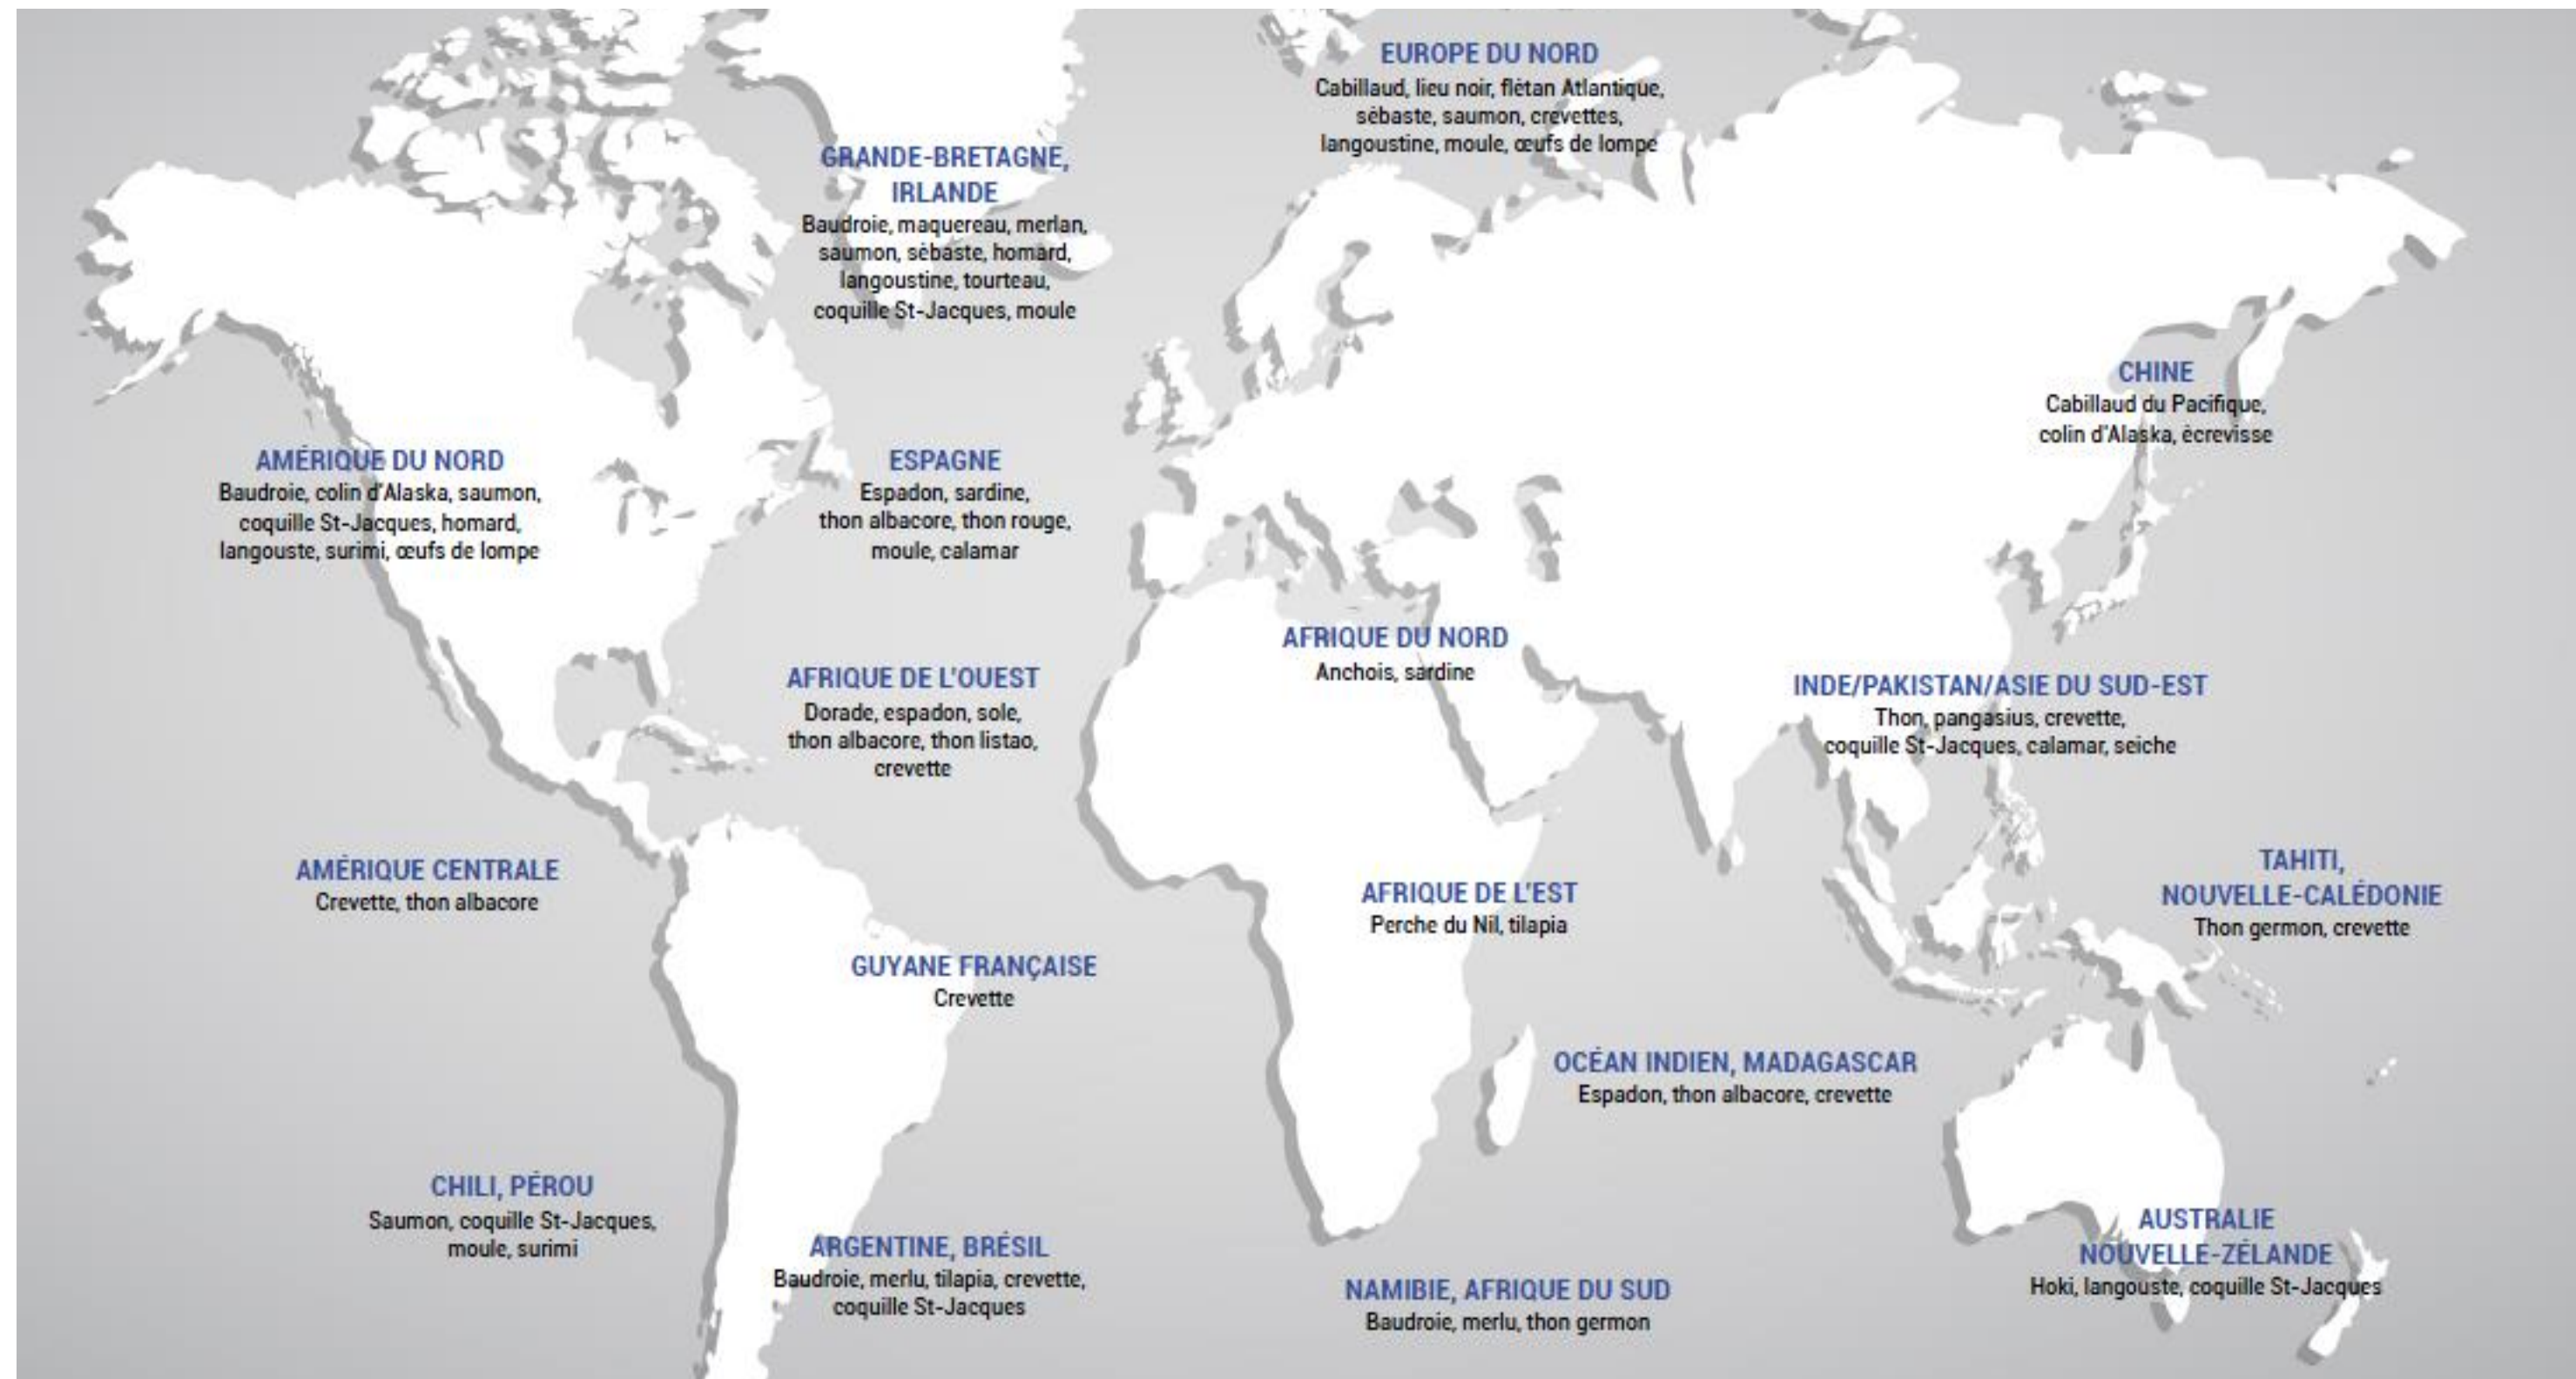 EUROPE DU NORD
Cabillaud, lieu noir, flétan Atlantique,
sébaste, saumon, crevettes,
langoustine, moule, œufs de lompe
GRANDE-BRETAGNE,
IRLANDE
Baudroie, maquereau, merlan,
saumon, sébaste, homard,
langoustine, tourteau,
coquille St-Jacques, moule
CHINE
Cabillaud du Pacifique,
colin d'Alaska, écrevisse
AMÉRIQUE DU NORD
Baudroie, colin d'Alaska, saumon,
coquille St-Jacques, homard,
langouste, surimi, œufs de lompe
ESPAGNE
Espadon, sardine,
thon albacore, thon rouge,
moule, calamar
AFRIQUE DU NORD
Anchois, sardine
AFRIQUE DE L'OUEST
Dorade, espadon, sole,
thon albacore, thon listao,
crevette
INDE/PAKISTAN/ASIE DU SUD-EST
Thon, pangasius, crevette,
coquille St-Jacques, calamar, seiche
AMÉRIQUE CENTRALE
Crevette, thon albacore
AFRIQUE DE L'EST
Perche du Nil, tilapia
TAHITI,
NOUVELLE-CALÉDONIE
Thon germon, crevette
GUYANE FRANÇAISE
Crevette
OCÉAN INDIEN, MADAGASCAR
Espadon, thon albacore, crevette
CHILI, PÉROU
Saumon, coquille St-Jacques,
moule, surimi
ARGENTINE, BRÉSIL
Baudroie, merlu, tilapia, crevette,
coquille St-Jacques
NAMIBIE, AFRIQUE DU SUD
Baudroie, merlu, thon germon
AUSTRALIE
NOUVELLE-ZÉLANDE
Hoki, langouste, coquille St-Jacques